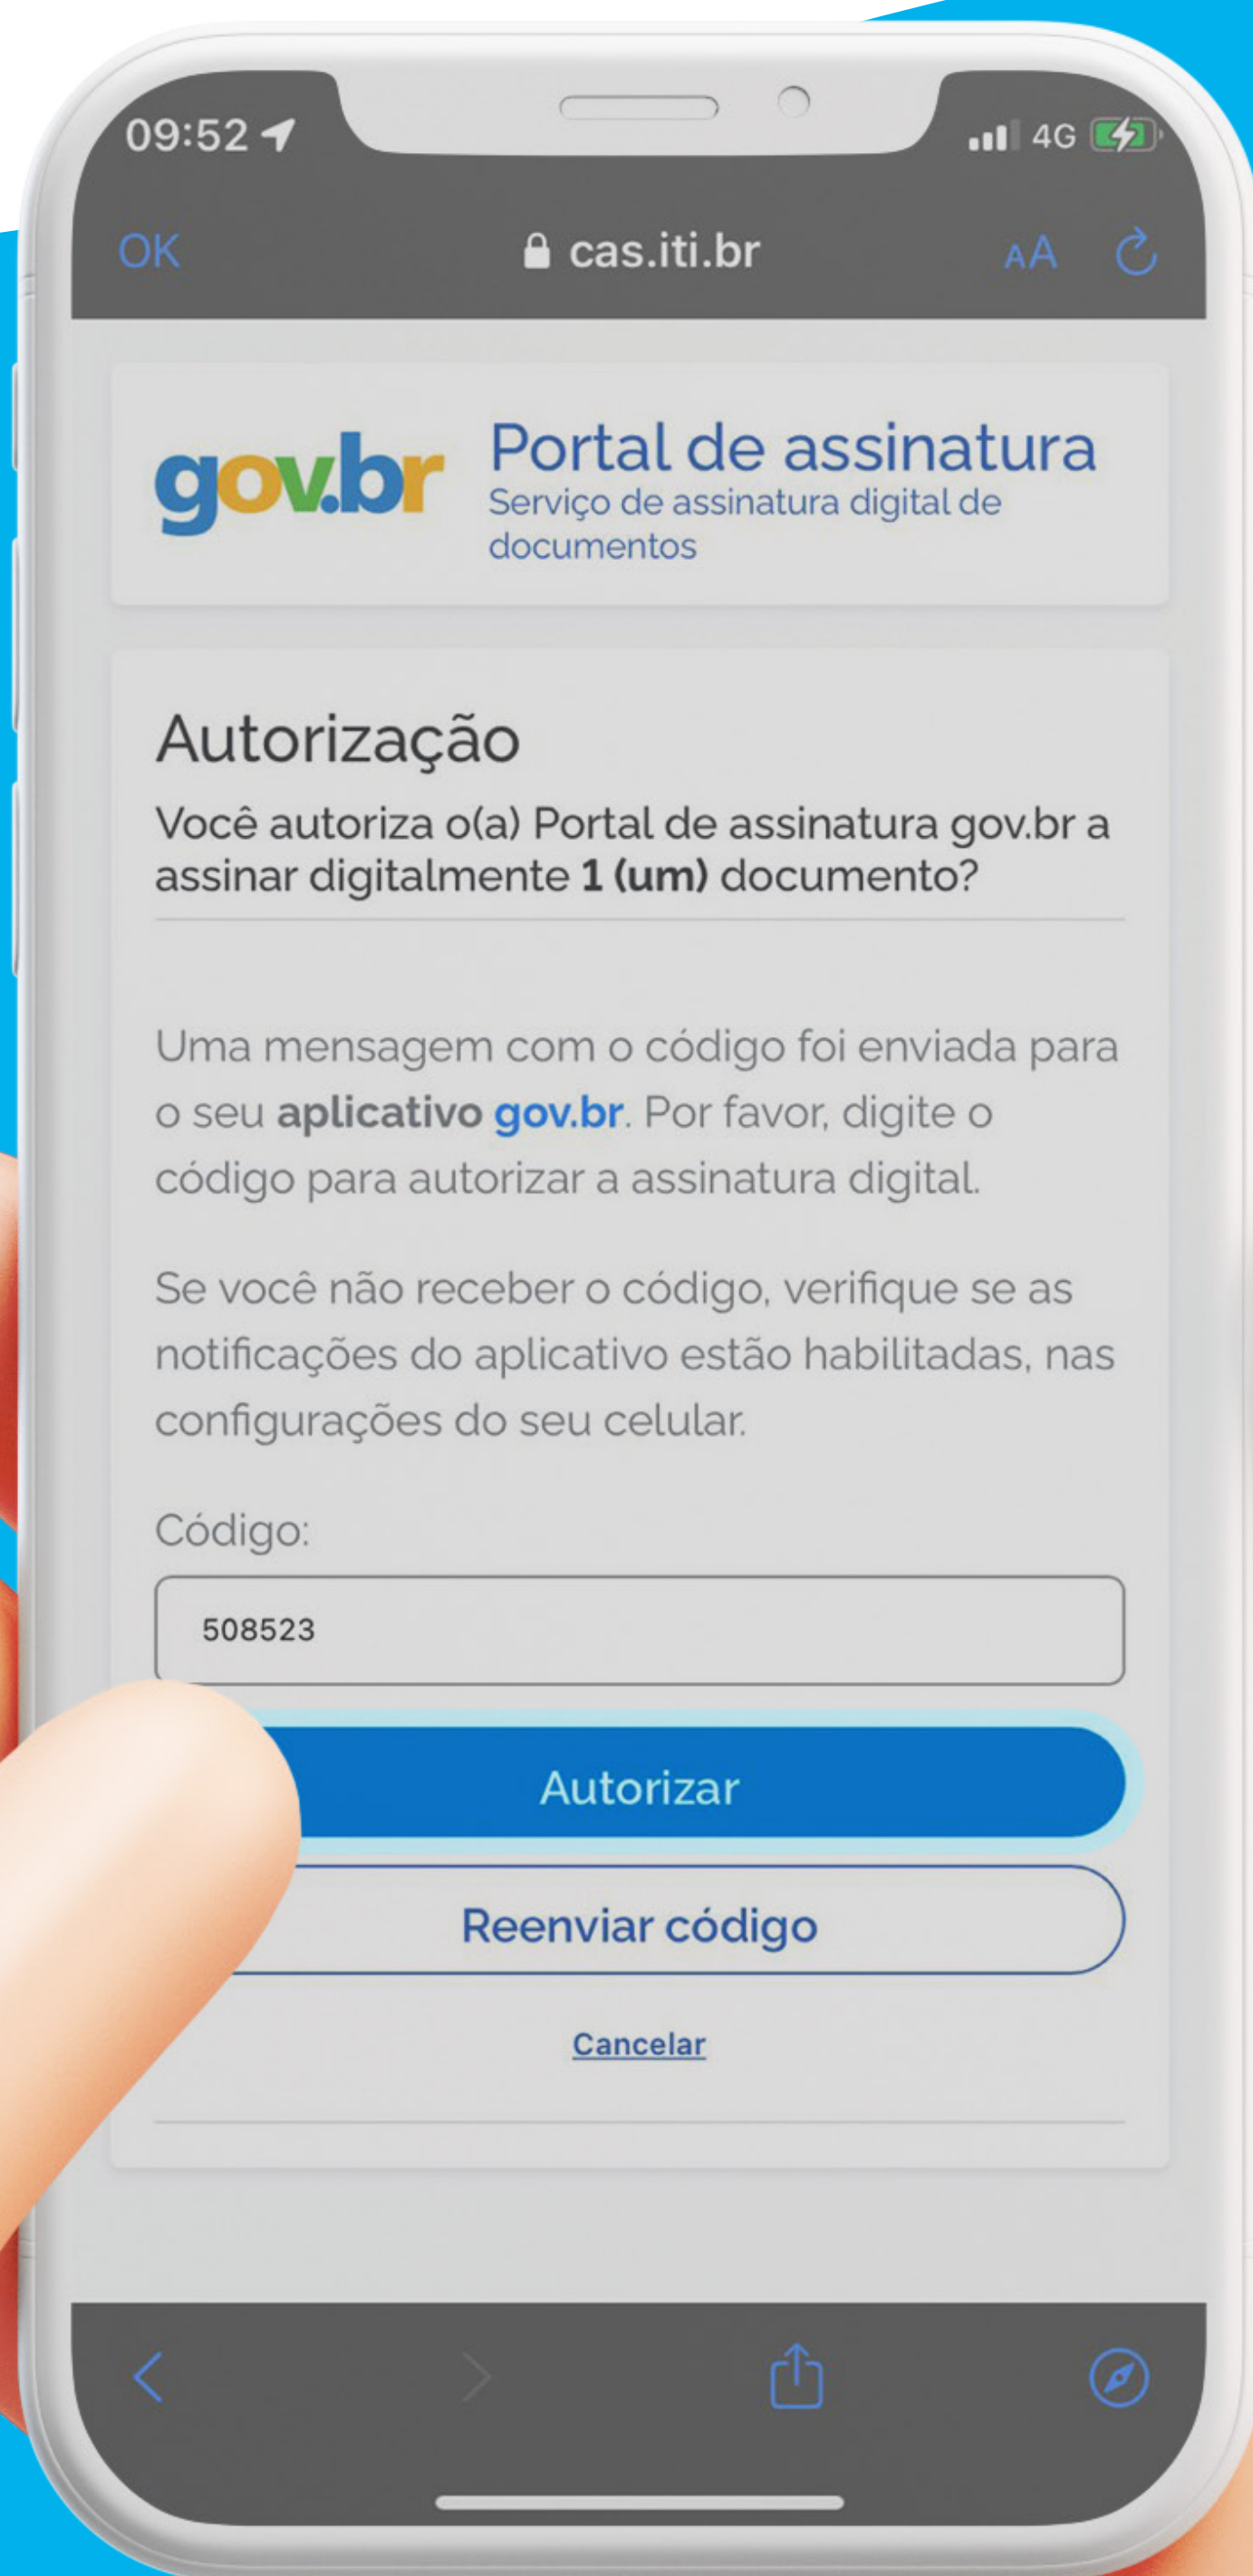 09:52
4G
OK
cas.iti.br
AA
gov.br
Portal de assinatura
Serviço de assinatura digital de
documentos
Autorização
Você autoriza o(a) Portal de assinatura gov.br a
assinar digitalmente 1 (um) documento?
Uma mensagem com o código foi enviada para
o seu aplicativo gov.br. Por favor, digite o
código para autorizar a assinatura digital.
Se você não receber o código, verifique se as
notificações do aplicativo estão habilitadas, nas
configurações do seu celular.
Código:
508523
Autorizar
Reenviar código
Cancelar